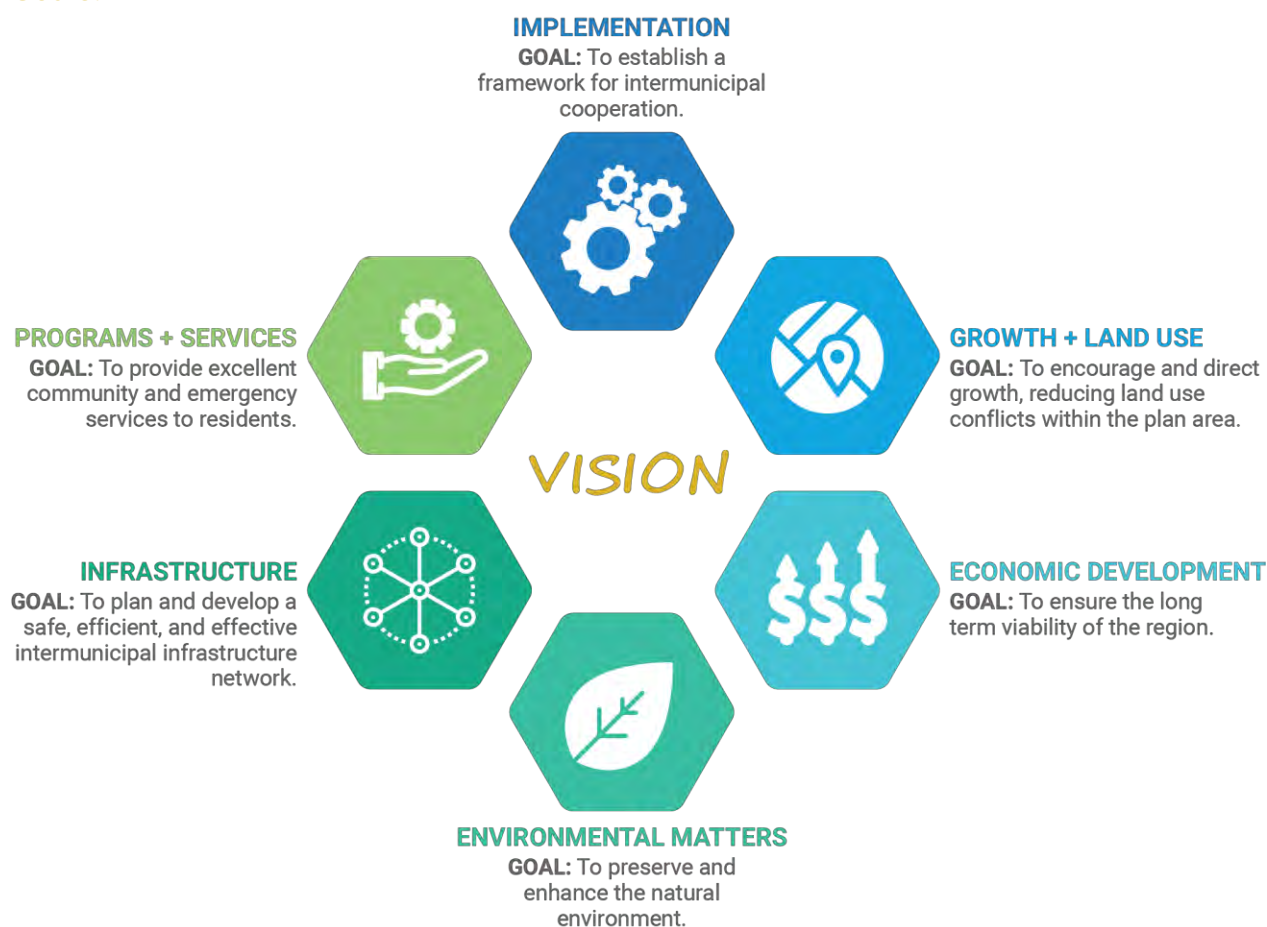 IMPLEMENTATION
GOAL: To establish a
framework for intermunicipal
cooperation.
PROGRAMS + SERVICES
GOAL: To provide excellent
community and emergency
services to residents.
GROWTH + LAND USE
GOAL: To encourage and direct
growth, reducing land use
conflicts within the plan area.
VISION
INFRASTRUCTURE
GOAL: To plan and develop a
safe, efficient, and effective
intermunicipal infrastructure
network.
ECONOMIC DEVELOPMENT
GOAL: To ensure the long
term viability of the region.
ENVIRONMENTAL MATTERS
GOAL: To preserve and
enhance the natural
environment.